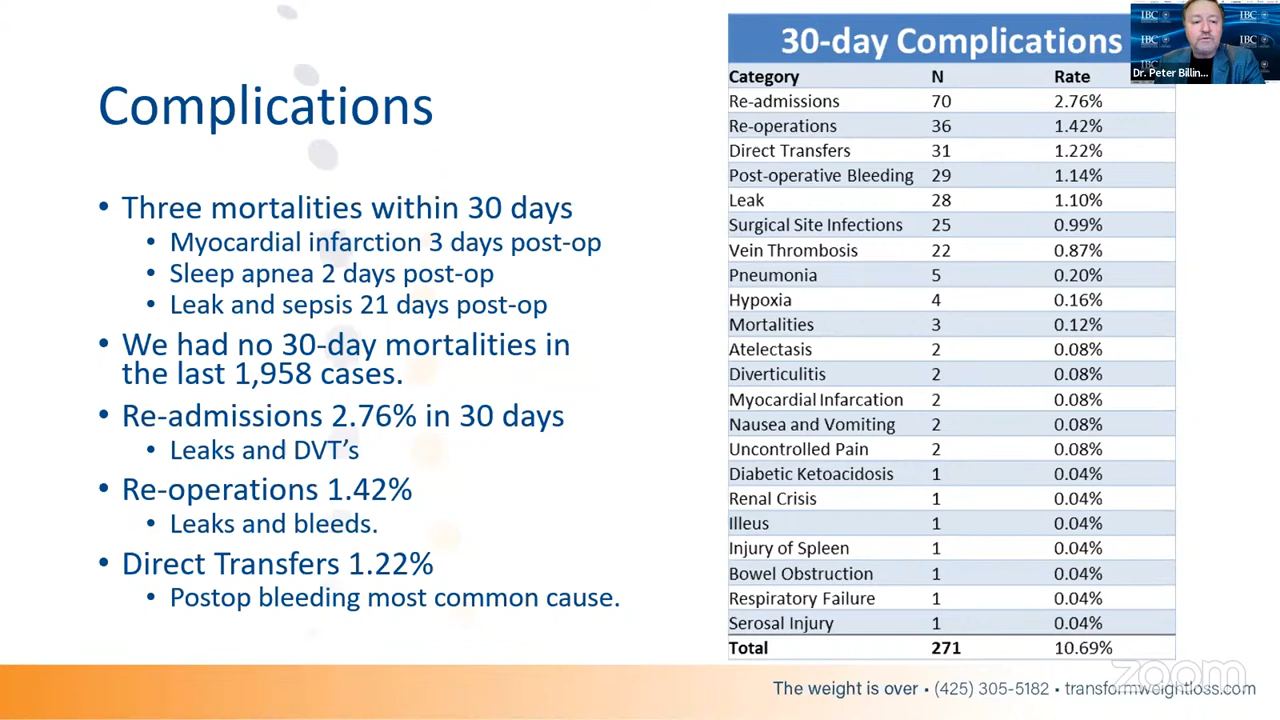 Complications
• Three mortalities within 30 days
• Myocardial infarction 3 days post-op
• Sleep apnea 2 days post-op
• Leak and sepsis 21 days post-op
• We had no 30-day mortalities in
the last 1,958 cases.
• Re-admissions 2.76% in 30 days
• Leaks and DVT’s
• Re-operations 1.42%
• Leaks and bleeds.
• Direct Transfers 1.22%
• Postop bleeding most common cause.
30-day Complications
Category N Rate
Re-admissions 70 2.76%
Re-operations 36 1.42%
Direct Transfers 31 1.22%
Post-operative Bleeding 29 1.14%
Leak 28 1.10%
Surgical Site Infections 25 0.99%
Vein Thrombosis 22 0.87%
Pneumonia 5 0.20%
Hypoxia 4 0.16%
Mortalities 3 0.12%
Atelectasis 2 0.08%
Diverticulitis 2 0.08%
Myocardial Infarcation 2 0.08%
Nausea and Vomiting 2 0.08%
Uncontrolled Pain 2 0.08%
Diabetic Ketoacidosis 1 0.04%
Renal Crisis 1 0.04%
Illeus 1 0.04%
Injury of Spleen 1 0.04%
Bowel Obstruction 1 0.04%
Respiratory Failure 1 0.04%
Serosal Injury 1 0.04%
Total 271 10.69%
IBC IBC
IBC IBC
IBC
Dr. Peter Billin...
zoom
The weight is over • (425) 305-5182 • transformweightloss.com